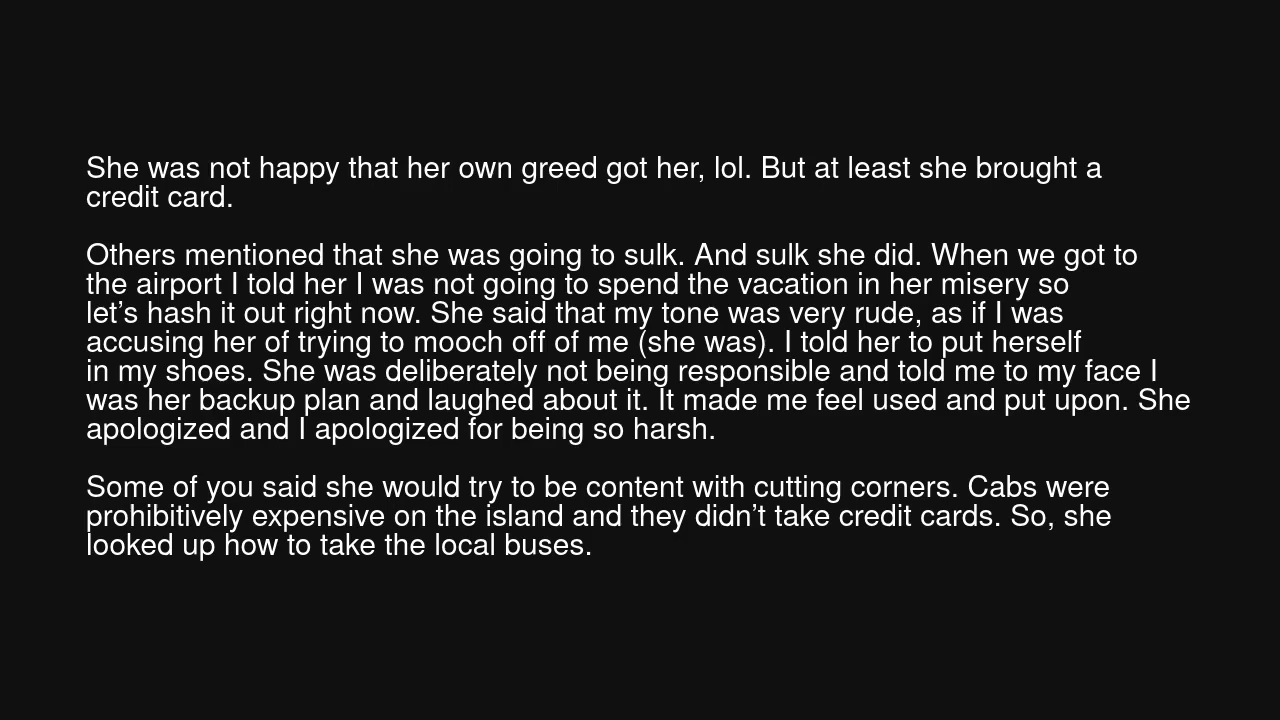 She was not happy that her own greed got her, lol. But at least she brought a
credit card.
Others mentioned that she was going to sulk. And sulk she did. When we got to
the airport I told her I was not going to spend the vacation in her misery so
let’s hash it out right now. She said that my tone was very rude, as if I was
accusing her of trying to mooch off of me (she was). I told her to put herself
in my shoes. She was deliberately not being responsible and told me to my face I
was her backup plan and laughed about it. It made me feel used and put upon. She
apologized and I apologized for being so harsh.
Some of you said she would try to be content with cutting corners. Cabs were
prohibitively expensive on the island and they didn’t take credit cards. So, she
looked up how to take the local buses.